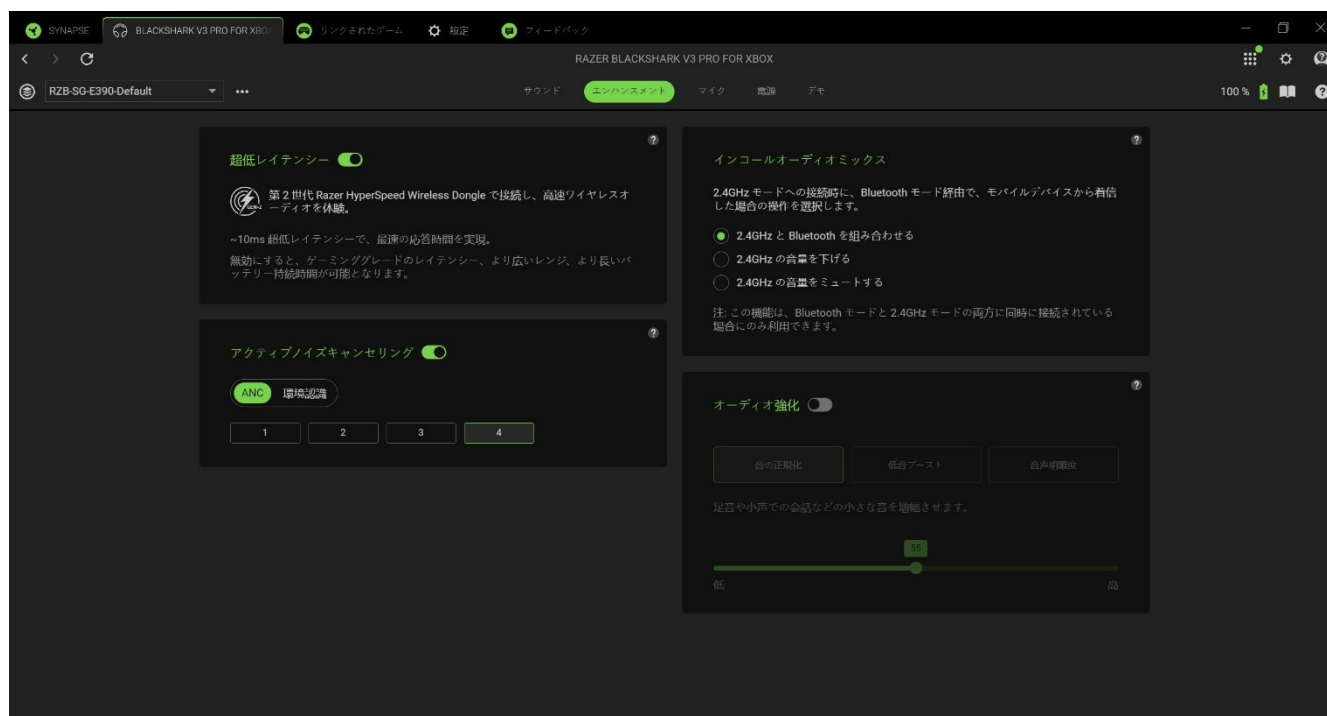 SYNAPSE
BLACKSHARK V3 PRO FOR XBO
リンクされたゲーム
設定
フィードバック
RAZER BLACKSHARK V3 PRO FOR XBOX
RZB-SG-E390-Default
サウンド
エンハンスメント
マイク
電源
デモ
100 %
超低レイテンシー
第 2 世代 Razer HyperSpeed Wireless Dongle で接続し、高速ワイヤレスオ
ーディオを体験。
~10ms 超低レイテンシーで、最速の応答時間を実現。
無効にすると、ゲーミンググレードのレイテンシー、より広いレンジ、より長いバ
ッテリー持続時間が可能となります。
アクティブノイズキャンセリング
ANC
環境認識
1
2
3
4
インコールオーディオミックス
2.4GHz モードへの接続時に、Bluetooth モード経由で、モバイルデバイスから着信
した場合の操作を選択します。
2.4GHz と Bluetooth を組み合わせる
2.4GHz の音量を下げる
2.4GHz の音量をミュートする
注: この機能は、Bluetooth モードと 2.4GHz モードの両方に同時に接続されている
場合にのみ利用できます。
オーディオ強化
音の正規化
低音ブースト
音声明瞭度
足音や小声での会話などの小さな音を増幅させます。
55
低
高